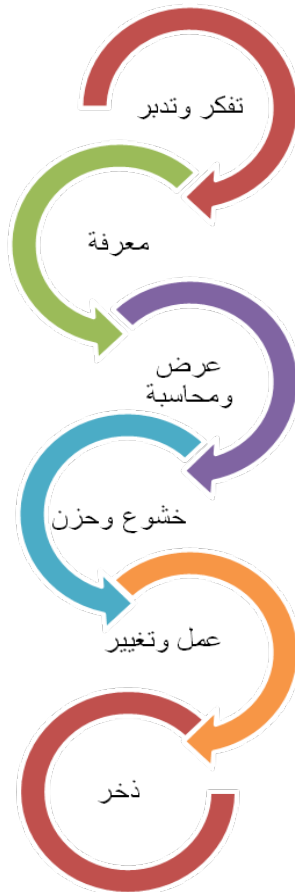 تفكر وتدبر
معرفة
عرض
ومحاسبة
خشوع وحزن
عمل وتغيير
ذخر